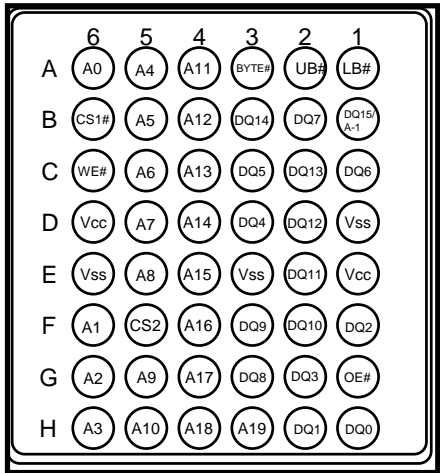 6 5 4 3 2 1
A A0 A4 A11 BYTE# UB# LB#
B CS1# A5 A12 DQ14 DQ7 DQ15/
A-1
C WE# A6 A13 DQ5 DQ13 DQ6
D Vcc A7 A14 DQ4 DQ12 Vss
E Vss A8 A15 Vss DQ11 Vcc
F A1 CS2 A16 DQ9 DQ10 DQ2
G A2 A9 A17 DQ8 DQ3 OE#
H A3 A10 A18 A19 DQ1 DQ0